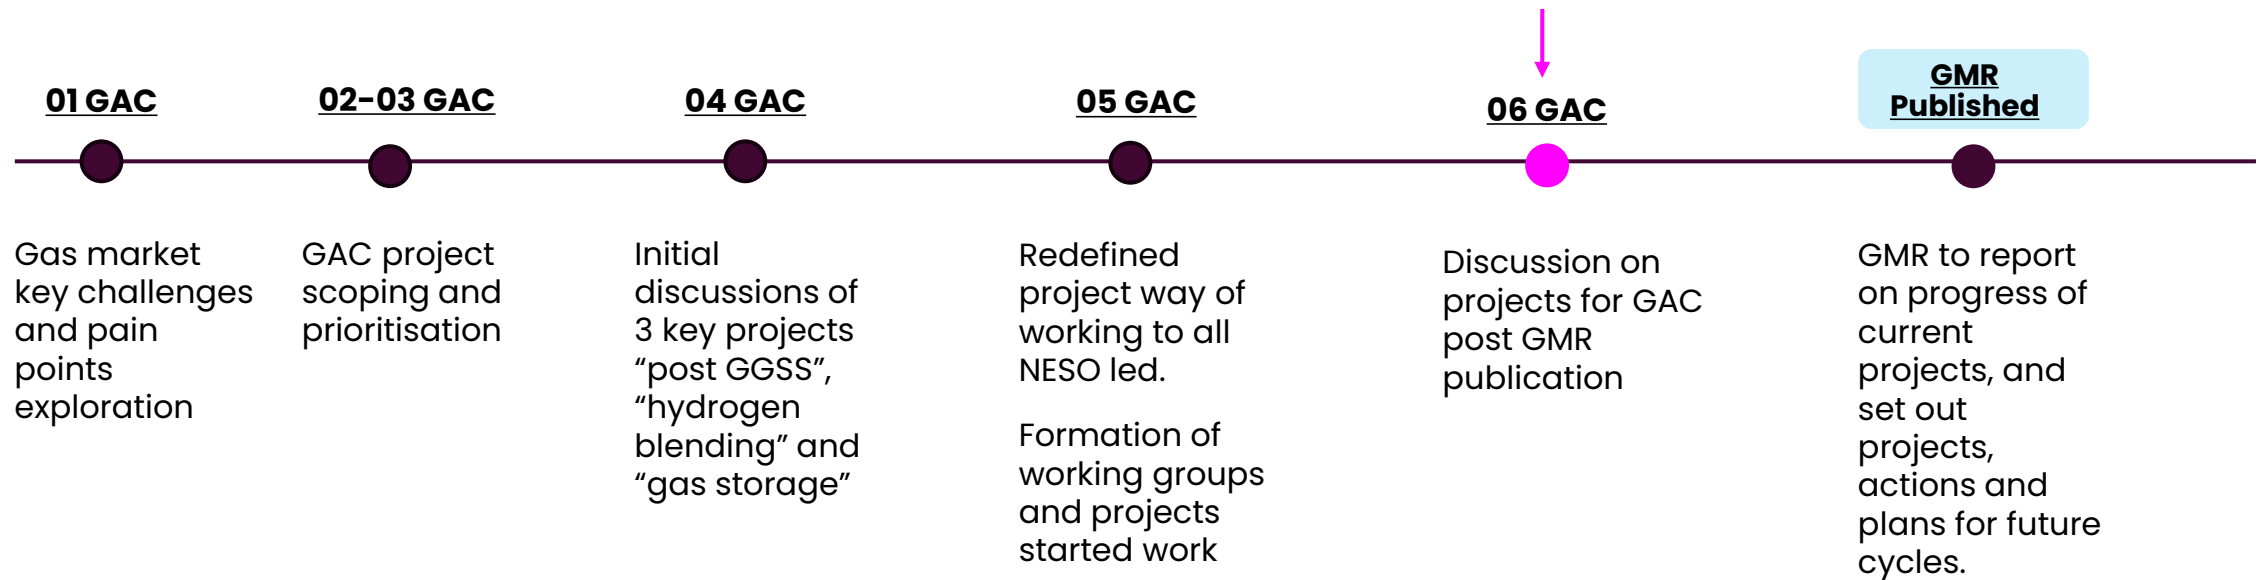 01 GAC
Gas market
key challenges
and pain
points
exploration
02-03 GAC
GAC project
scoping and
prioritisation
04 GAC
Initial
discussions of
3 key projects
“post GGSS”,
“hydrogen
blending” and
“gas storage”
05 GAC
Redefined
project way of
working to all
NESO led.
Formation of
working groups
and projects
started work
06 GAC
Discussion on
projects for GAC
post GMR
publication
GMR
Published
GMR to report
on progress of
current
projects, and
set out
projects,
actions and
plans for future
cycles.